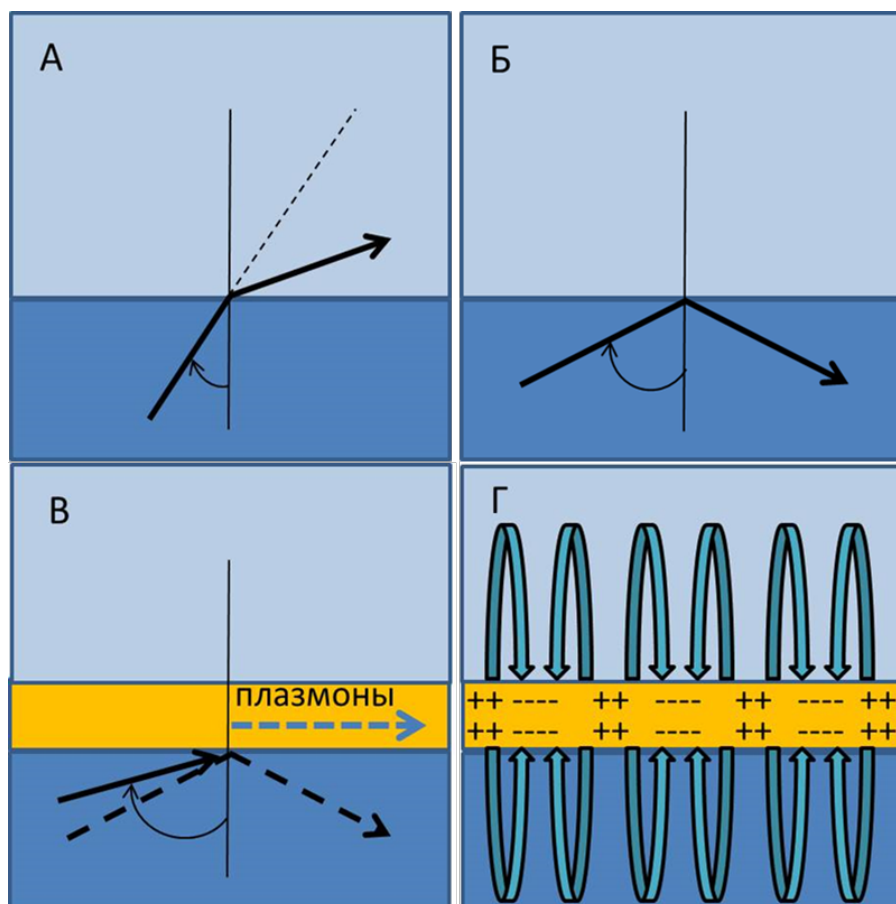 А
Б
В
плазмоны
Г
++ ---- ++ ---- ++ ---- ++
++ ---- ++ ---- ++ ---- ++